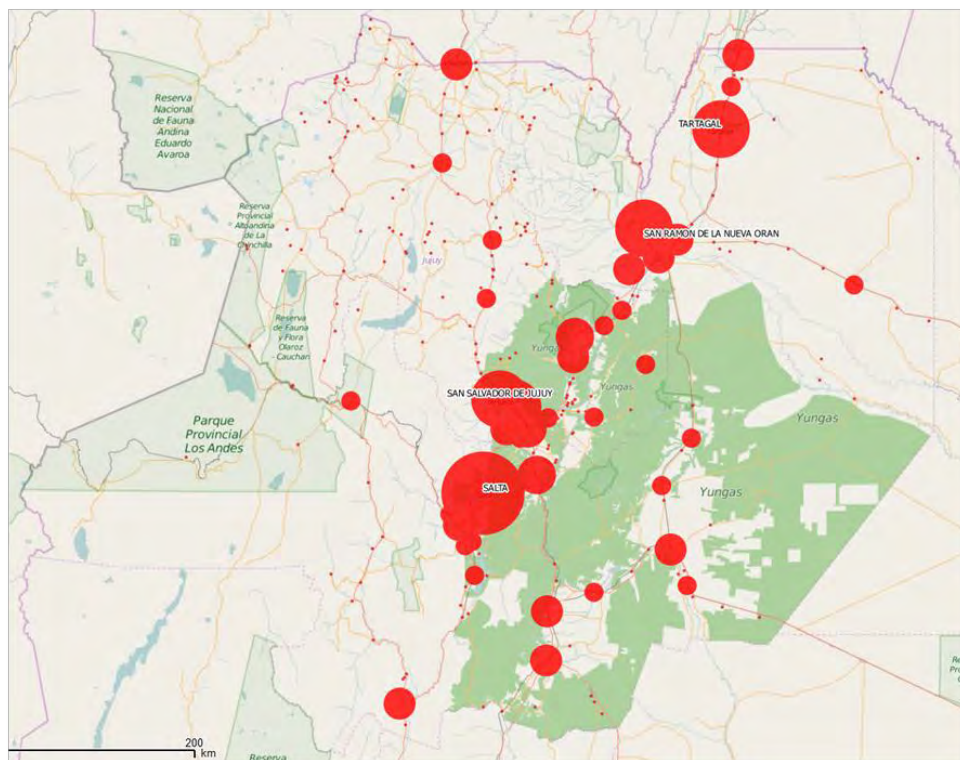 Reserva
Nacional
de Fauna
Andina
Eduardo
Avaroa
TARTAGAL
Reserva
Provincial
Altoandina
de La
Chinchilla
SAN RAMON DE LA NUEVA ORAN
Jujuy
Reserva
de Fauna
y Flora
Olaroz
- Cauchari
Yungas
SAN SALVADOR DE JUJUY
Yungas
Yungas
Parque
Provincial
Los Andes
SALTA
Yungas
Re
Pro
Reserva
200
km